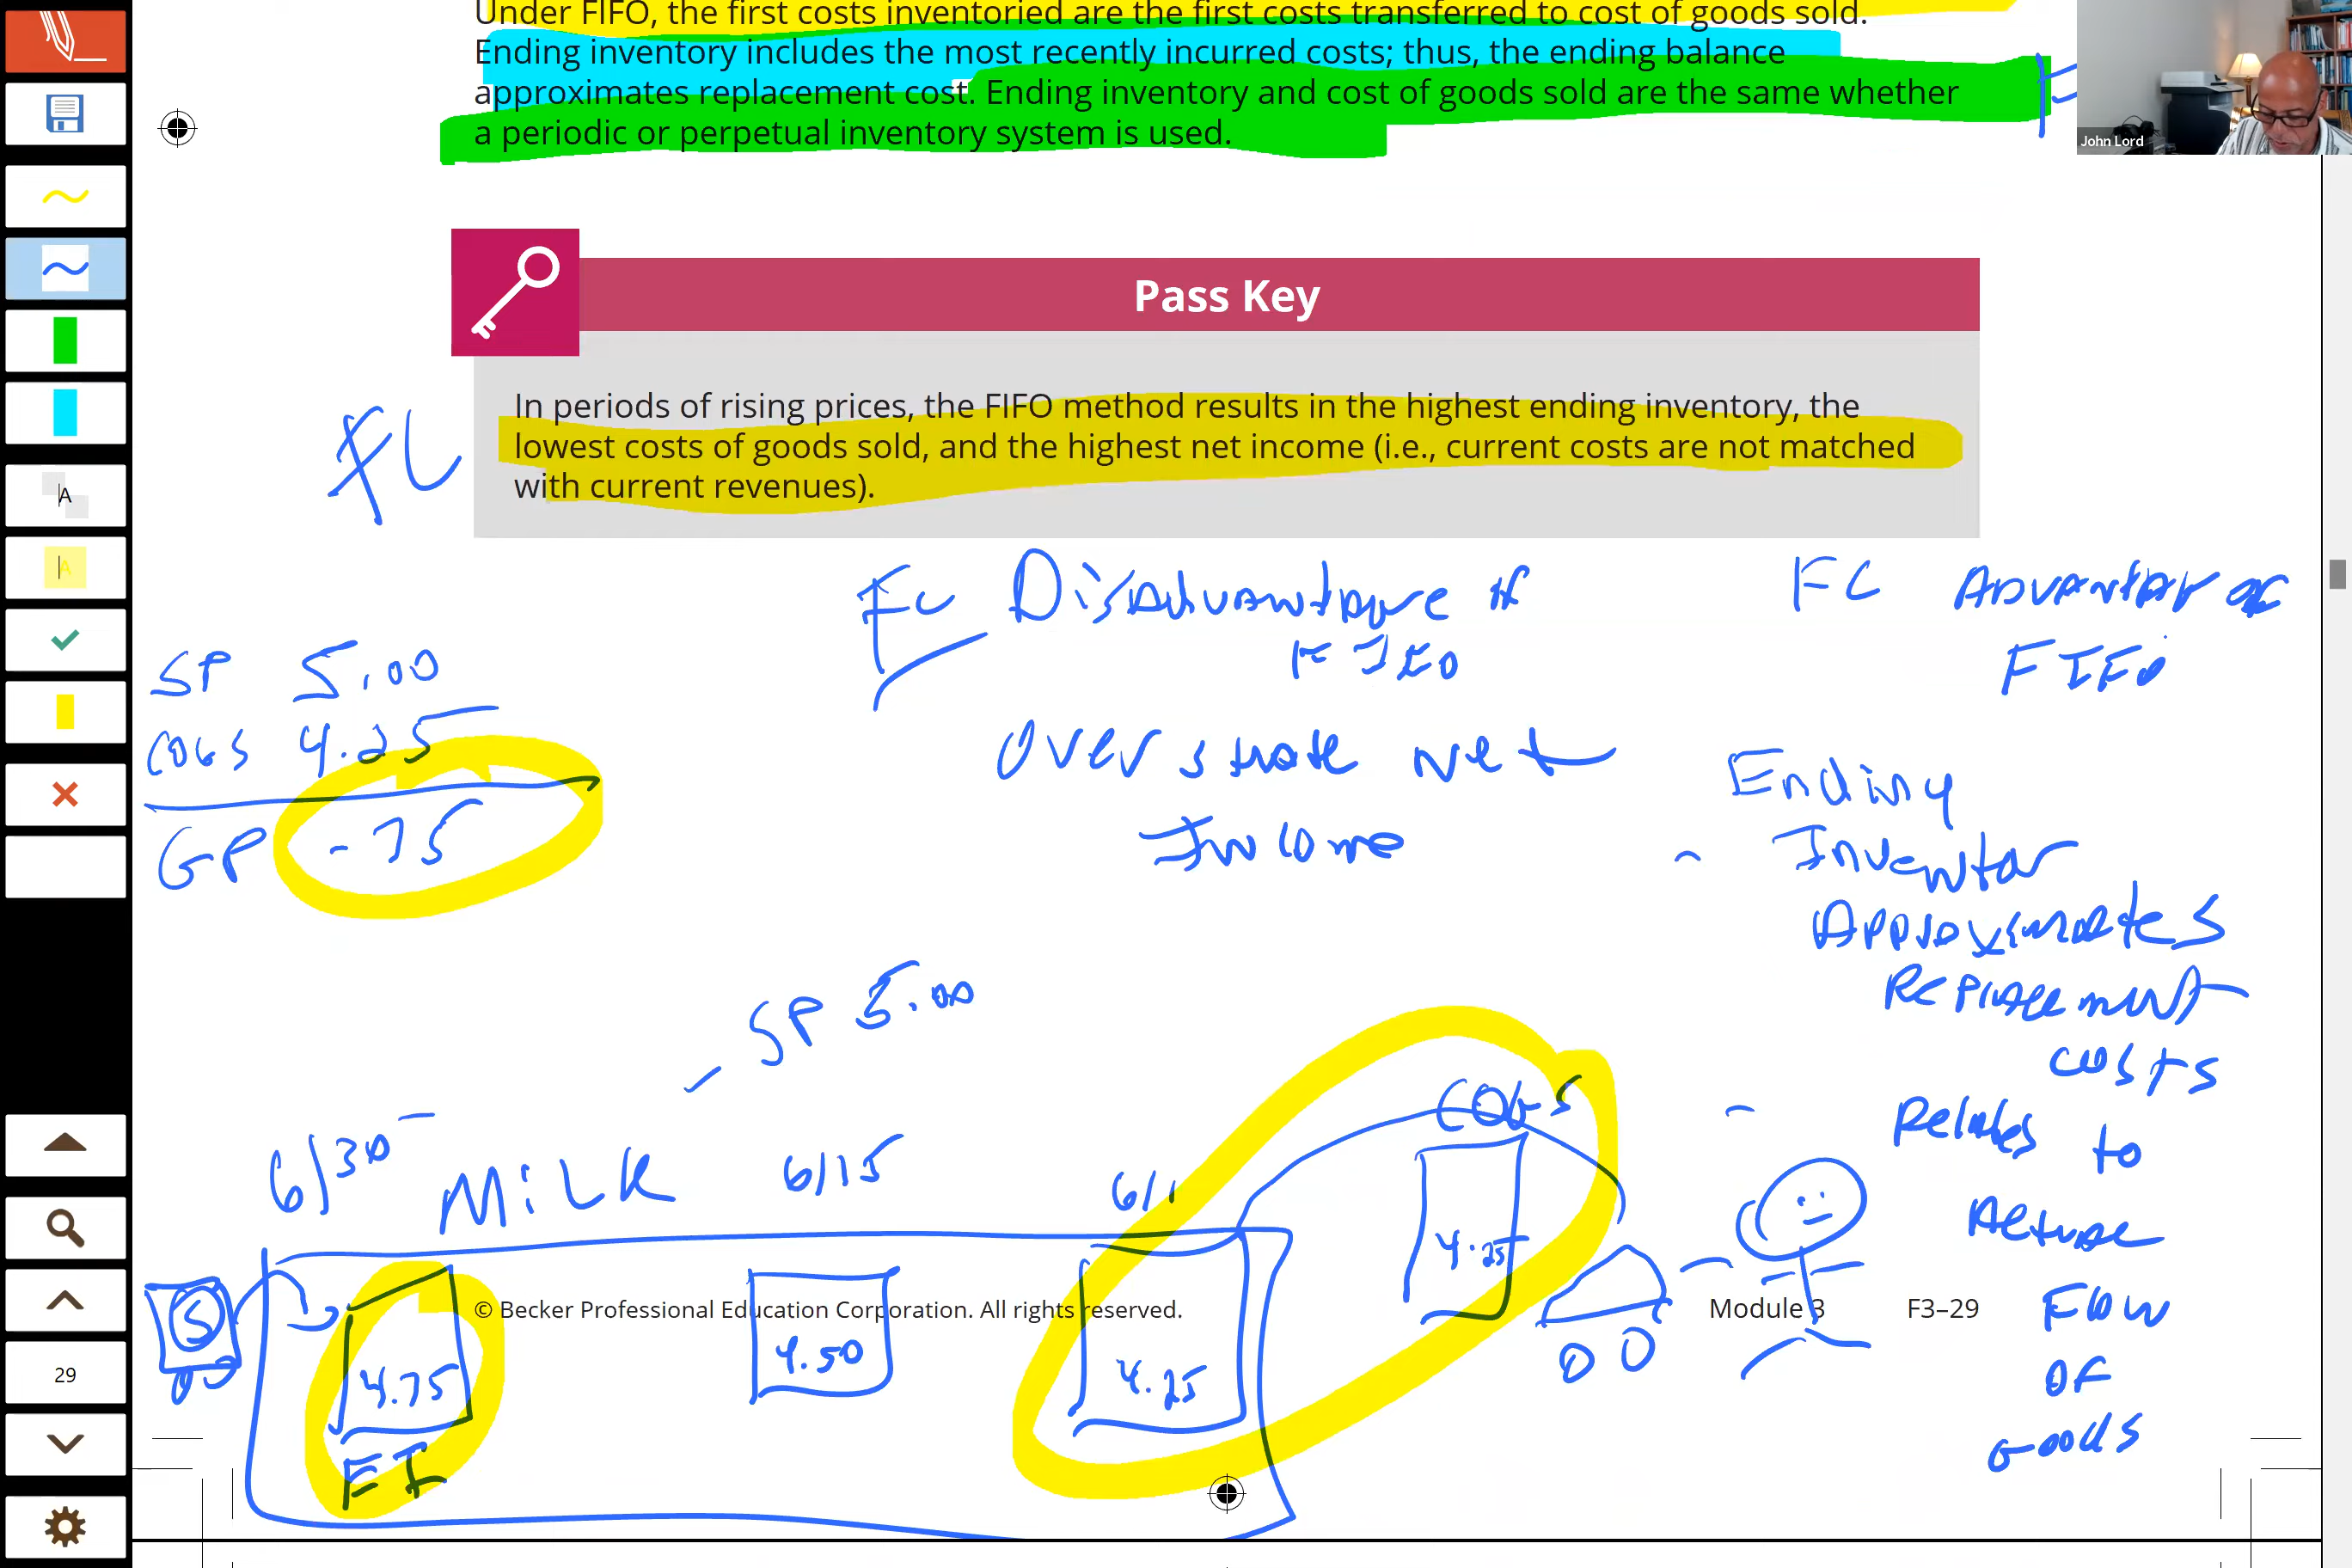 Under FIFO, the first costs inventoried are the first costs transferred to cost of goods sold.
Ending inventory includes the most recently incurred costs; thus, the ending balance
approximates replacement cost. Ending inventory and cost of goods sold are the same whether
a periodic or perpetual inventory system is used.
John Lord
Pass Key
In periods of rising prices, the FIFO method results in the highest ending inventory, the
lowest costs of goods sold, and the highest net income (i.e., current costs are not matched
with current revenues).
A
A
FC Disadvantage of
FIFO
Overstate Net
Income
FC Advantage of
FIFO
Ending
Inventor
Approximates
Replacement
costs
Relates to
Actual
Flow
OF
Goods
SP 5.00
COGS 4.25
GP .75
SP 5.00
6/30
MILK
6/15
6/1
COGS
4.25
S
4.75
EI
4.50
4.25
© Becker Professional Education Corporation. All rights reserved.
Module 3
F3–29
29